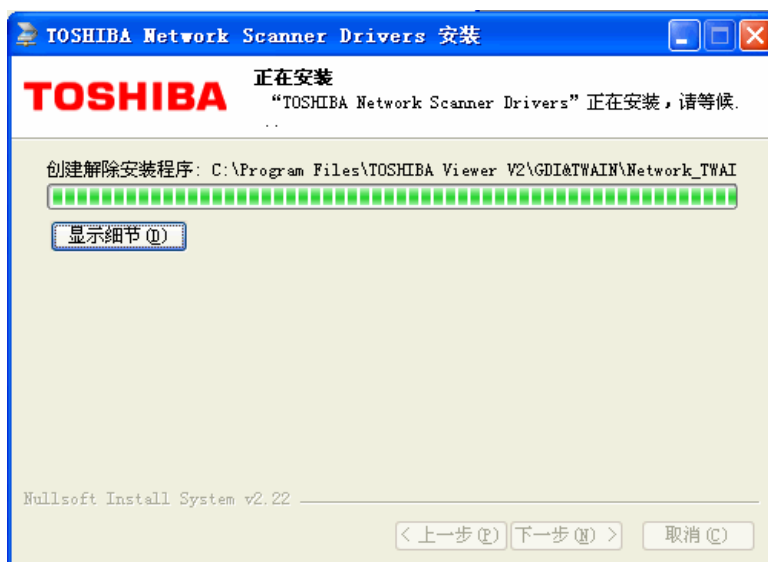 TOSHIBA Network Scanner Drivers 安装
TOSHIBA
正在安装
“TOSHIBA Network Scanner Drivers”正在安装，请等候.
..
创建解除安装程序: C:\Program Files\TOSHIBA Viewer V2\GDI&TWAIN\Network_TWAI
显示细节(D)
Nullsoft Install System v2.22
< 上一步(P) 下一步(N) > 取消(C)